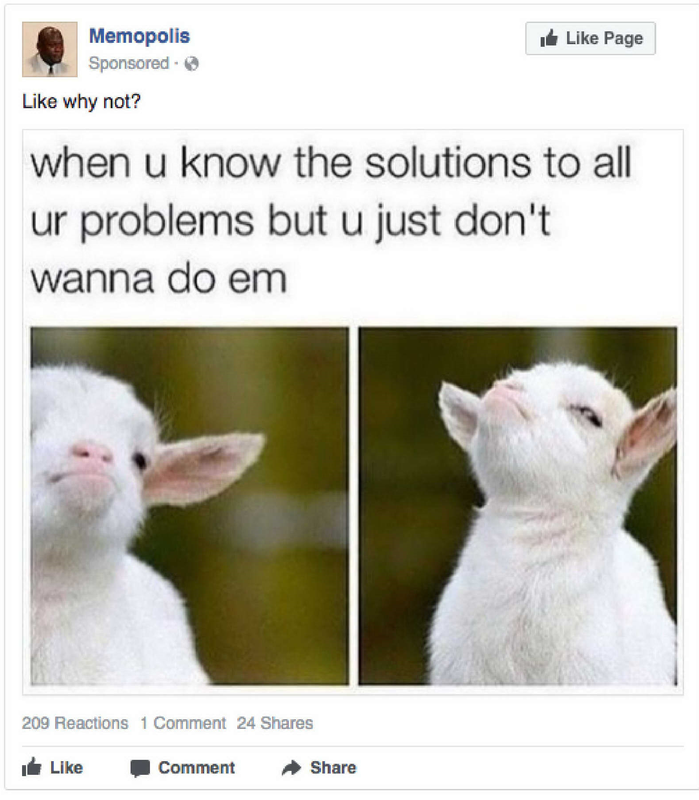 Memopolis
Like Page
Sponsored ·
Like why not?
when u know the solutions to all
ur problems but u just don't
wanna do em
209 Reactions 1 Comment 24 Shares
Like Comment Share